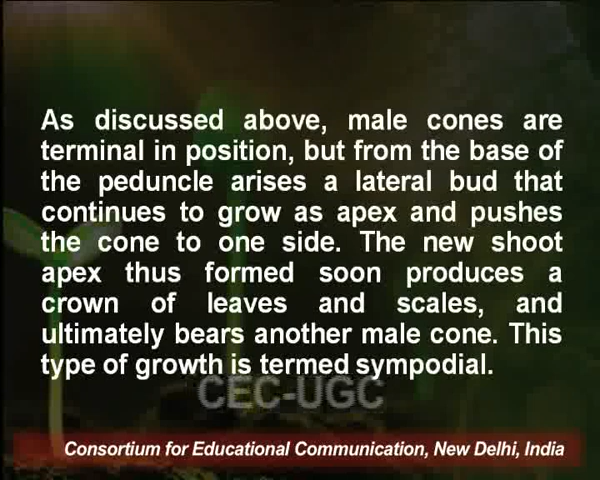 As discussed above, male cones are
terminal in position, but from the base of
the peduncle arises a lateral bud that
continues to grow as apex and pushes
the cone to one side. The new shoot
apex thus formed soon produces a
crown of leaves and scales, and
ultimately bears another male cone. This
type of growth is termed sympodial.
CEC-UGC
Consortium for Educational Communication, New Delhi, India